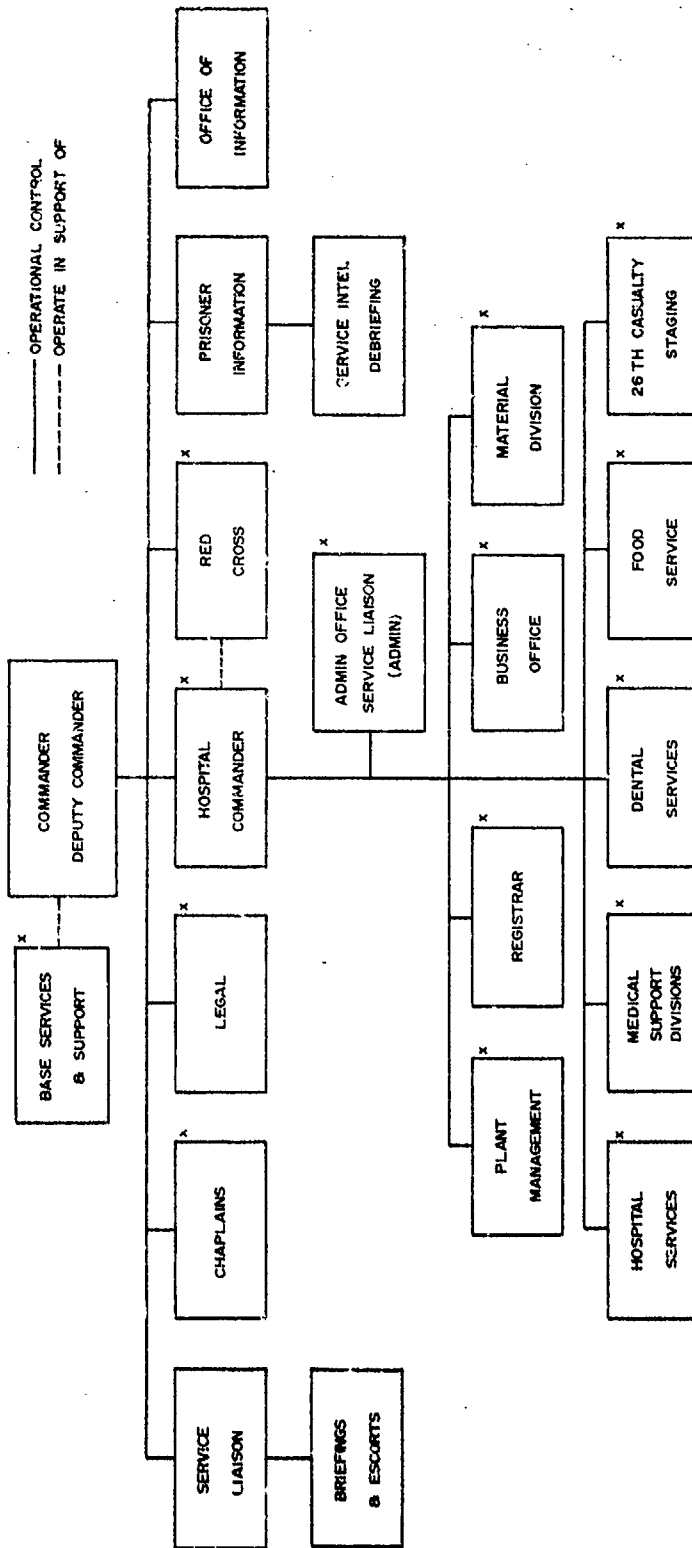 ——— OPERATIONAL CONTROL
----- OPERATE IN SUPPORT OF
COMMANDER
DEPUTY COMMANDER
BASE SERVICES
& SUPPORT
x
SERVICE
LIAISON
CHAPLAINS
x
LEGAL
x
HOSPITAL
COMMANDER
x
RED
CROSS
x
PRISONER
INFORMATION
OFFICE OF
INFORMATION
BRIEFINGS
& ESCORTS
SERVICE INTEL
DEBRIEFING
ADMIN OFFICE
SERVICE LIAISON
(ADMIN)
x
PLANT
MANAGEMENT
x
REGISTRAR
x
BUSINESS
OFFICE
x
MATERIAL
DIVISION
x
HOSPITAL
SERVICES
x
MEDICAL
SUPPORT
DIVISIONS
x
DENTAL
SERVICES
x
FOOD
SERVICE
x
26TH CASUALTY
STAGING
x